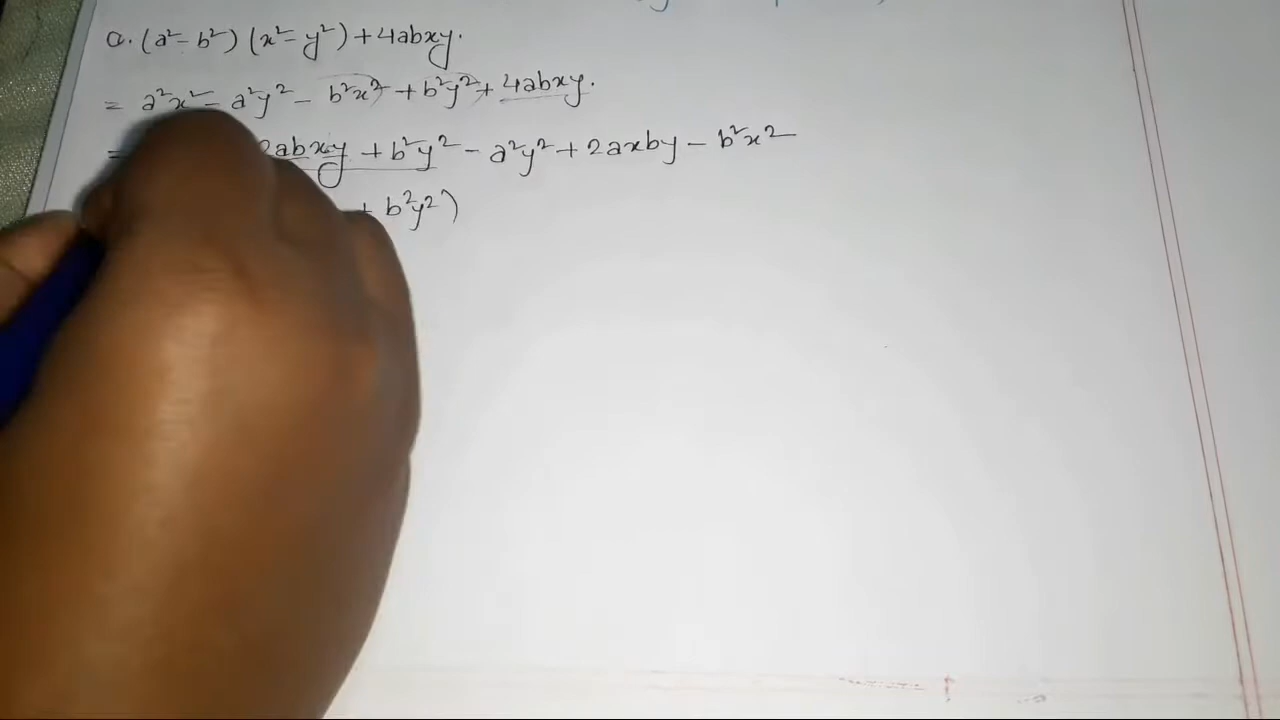 a. (a² - b²) (x² - y²) + 4abxy.
= a²x² - a²y² - b²x² + b²y² + 4abxy.
= 2abxy + b²y² - a²y² + 2axby - b²x²
+ b²y²)